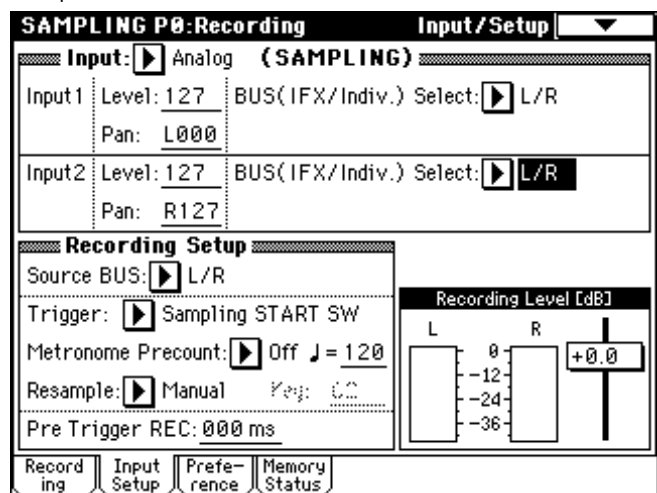 SAMPLING P0:Recording Input/Setup
Input: Analog (SAMPLING)
Input1 Level: 127 BUS(IFX/Indiv.) Select: L/R
Pan: L000
Input2 Level: 127 BUS(IFX/Indiv.) Select: L/R
Pan: R127
Recording Setup
Source BUS: L/R
Trigger: Sampling START SW
Metronome Precount: Off ♩=120
Resample: Manual Key: C2
Pre Trigger REC: 000 ms
Recording Level [dB]
L R
0
+0.0
-12
-24
-36
Record
ing
Input
Setup
Prefe-
rence
Memory
Status